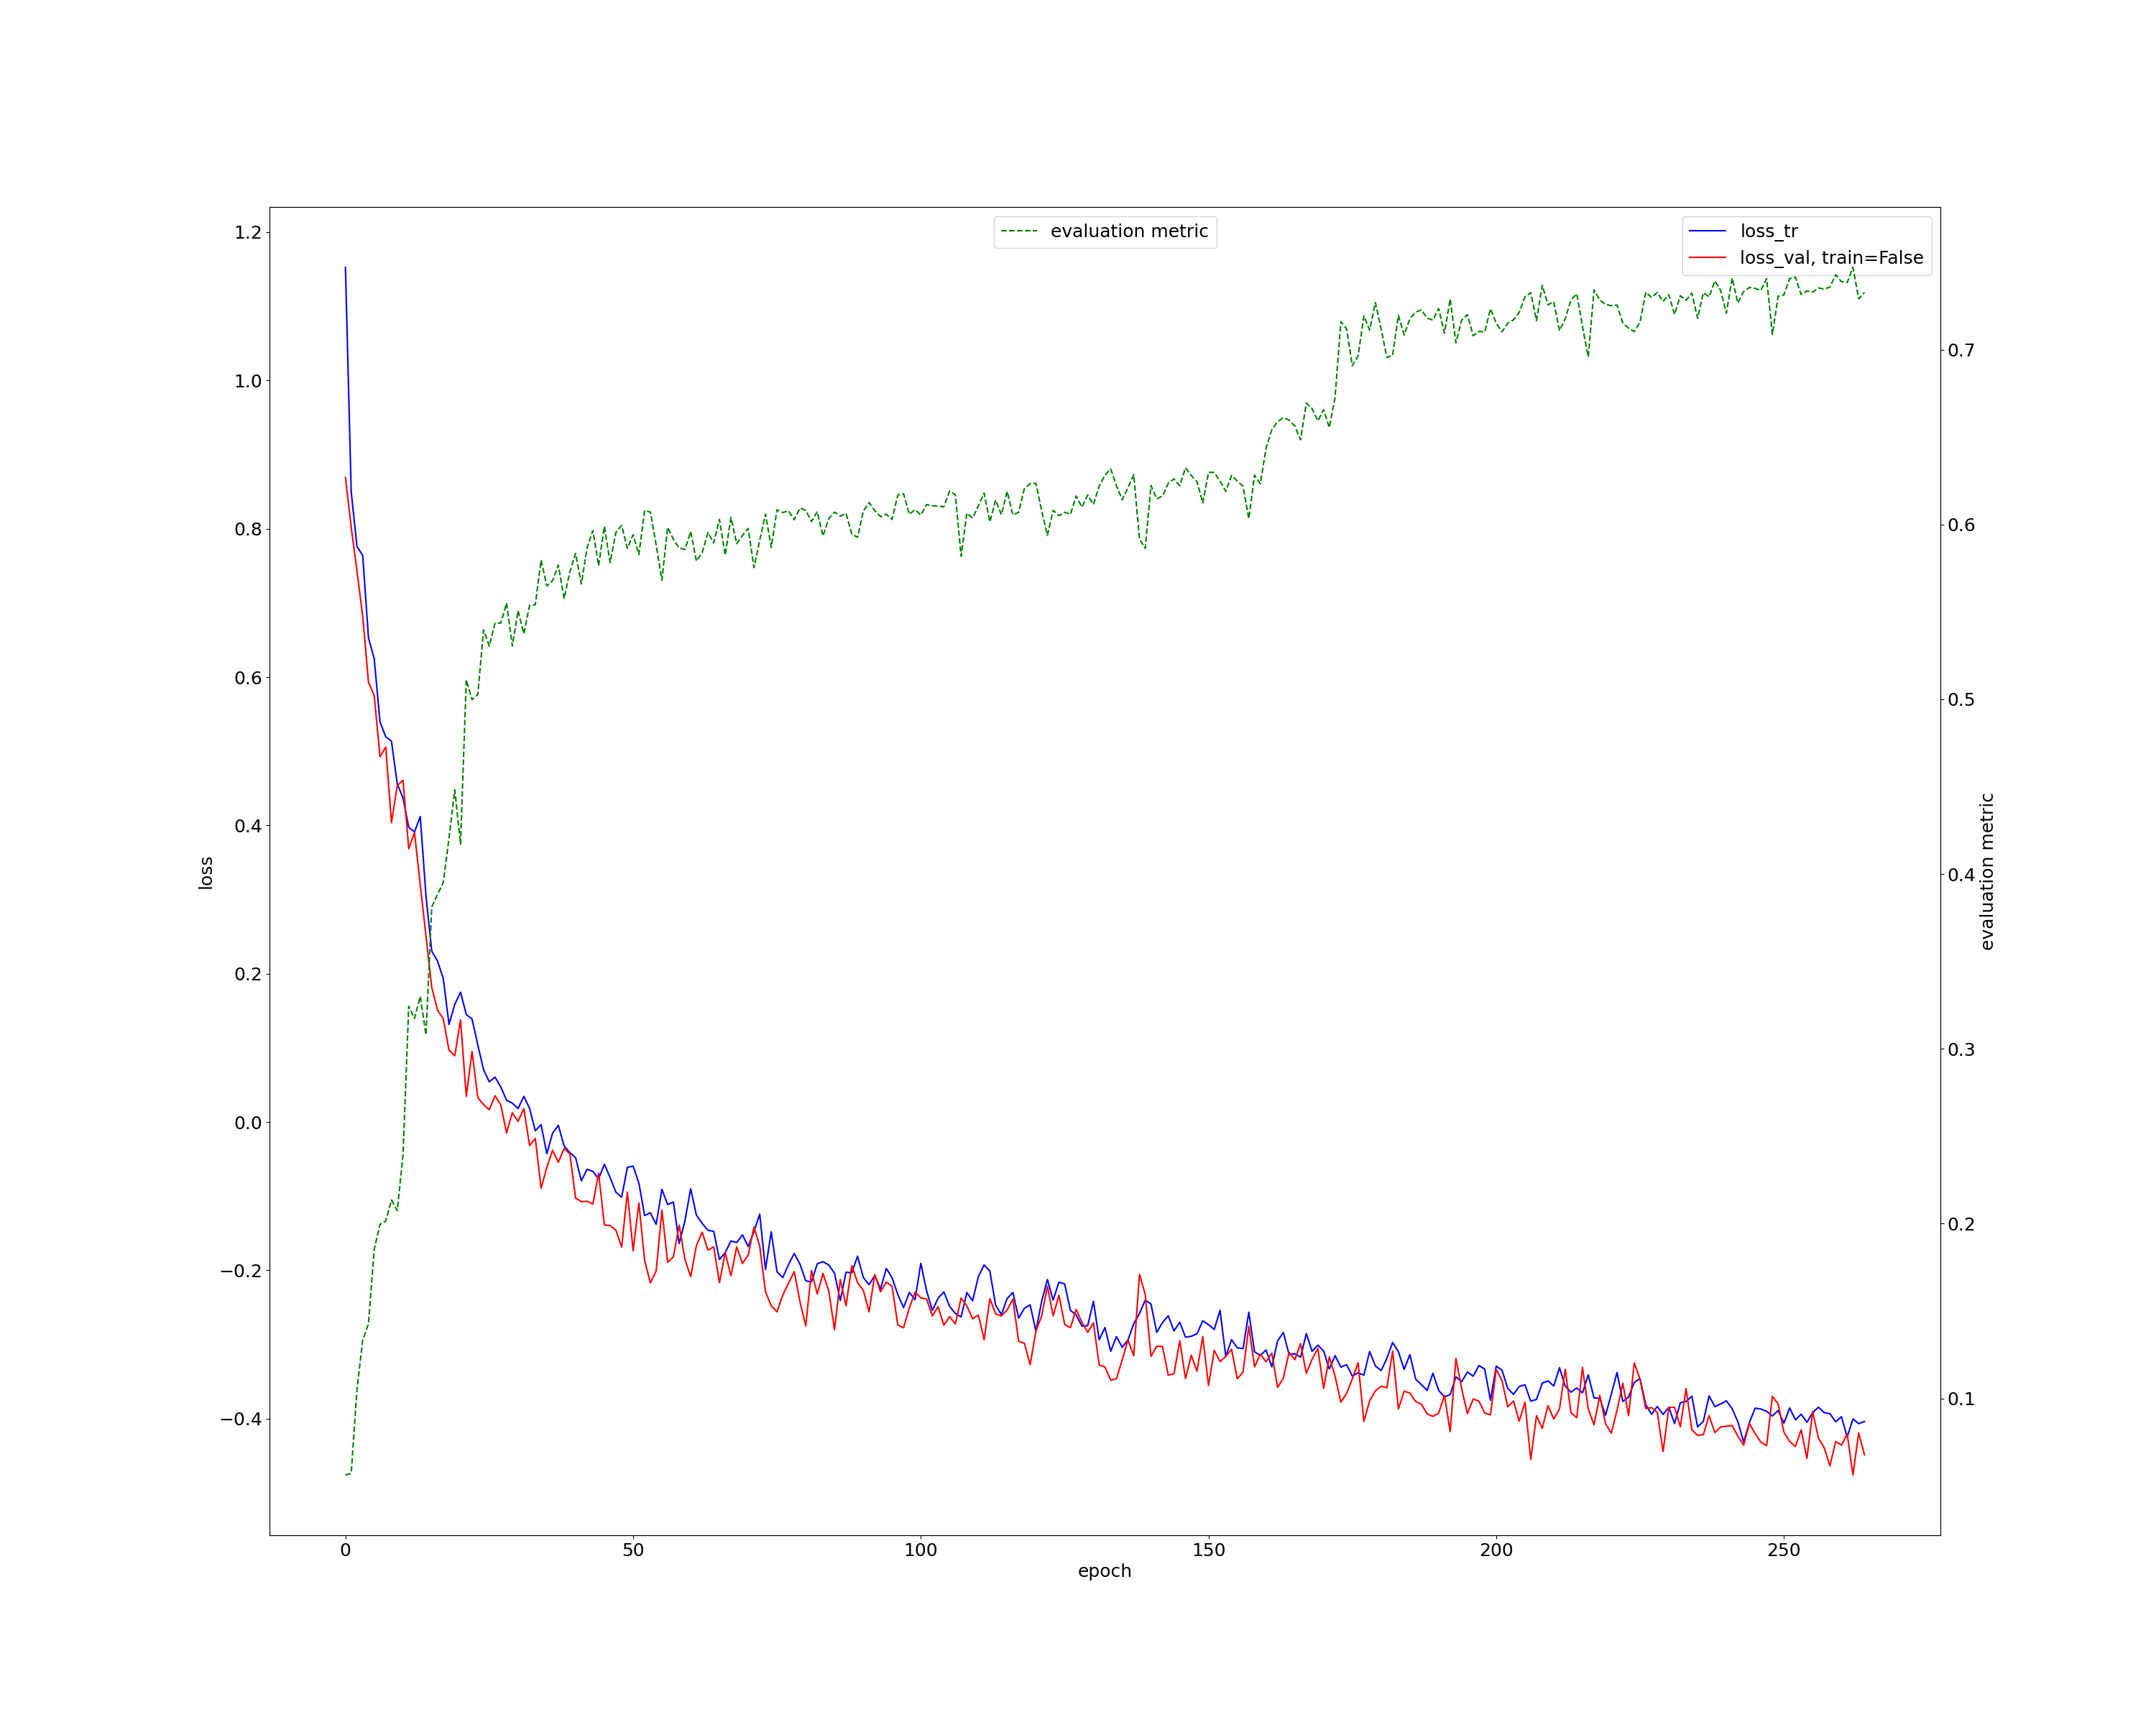 evaluation metric
loss_tr
loss_val, train=False
1.2
1.0
0.8
0.6
0.4
0.2
0.0
−0.2
−0.4
loss
0.7
0.6
0.5
0.4
0.3
0.2
0.1
evaluation metric
0 50 100 150 200 250
epoch